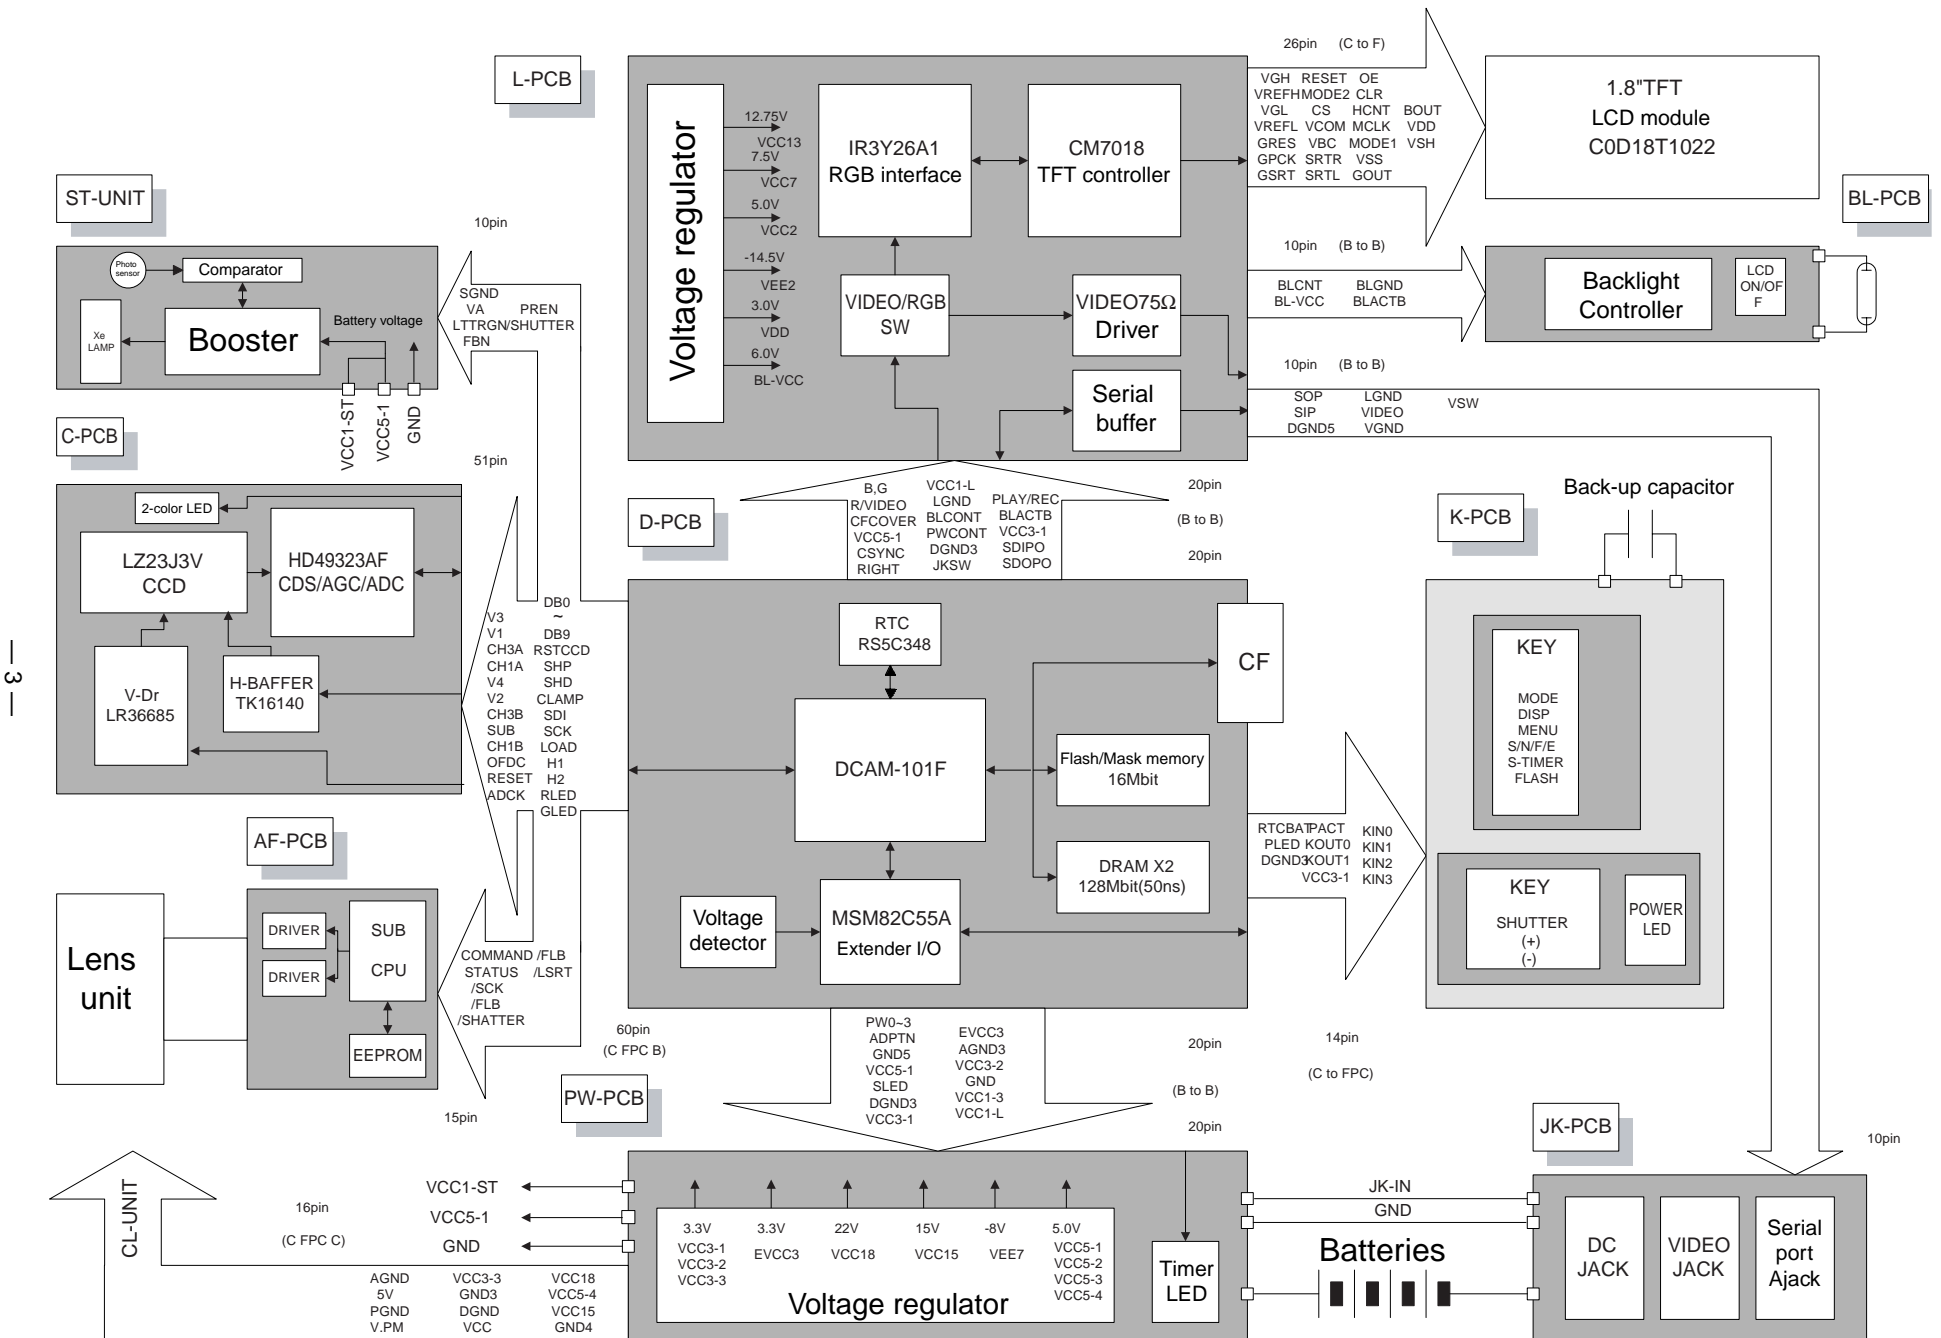 L-PCB
Voltage regulator
12.75V
VCC13
7.5V
VCC7
5.0V
VCC2
-14.5V
VEE2
3.0V
VDD
6.0V
BL-VCC
IR3Y26A1
RGB interface
CM7018
TFT controller
VIDEO/RGB
SW
VIDEO75Ω
Driver
Serial
buffer
26pin (C to F)
VGH RESET OE
VREFH MODE2 CLR
VGL CS HCNT BOUT
VREFL VCOM MCLK VDD
GRES VBC MODE1 VSH
GPCK SRTR VSS
GSRT SRTL GOUT
1.8"TFT
LCD module
C0D18T1022
BL-PCB
10pin (B to B)
BLCNT BLGND
BL-VCC BLACTB
Backlight
Controller
LCD
ON/OF
F
10pin (B to B)
SOP LGND VSW
SIP VIDEO
DGND5 VGND
ST-UNIT
10pin
Photo
sensor
Comparator
Xe
LAMP
Booster
Battery voltage
VCC1-ST
VCC5-1
GND
SGND
VA PREN
LTTRGN/SHUTTER
FBN
C-PCB
51pin
2-color LED
LZ23J3V
CCD
HD49323AF
CDS/AGC/ADC
V-Dr
LR36685
H-BAFFER
TK16140
V3
V1
CH3A
CH1A
V4
V2
CH3B
SUB
CH1B
OFDC
RESET
ADCK
DB0
~
DB9
RSTCCD
SHP
SHD
CLAMP
SDI
SCK
LOAD
H1
H2
RLED
GLED
D-PCB
B,G
R/VIDEO
CFCOVER
VCC5-1
CSYNC
RIGHT
VCC1-L
LGND
BLCONT
PWCONT
DGND3
JKSW
PLAY/REC
BLACTB
VCC3-1
SDIPO
SDOPO
20pin
(B to B)
20pin
RTC
RS5C348
DCAM-101F
CF
Flash/Mask memory
16Mbit
DRAM X2
128Mbit(50ns)
Voltage
detector
MSM82C55A
Extender I/O
K-PCB
Back-up capacitor
KEY
MODE
DISP
MENU
S/N/F/E
S-TIMER
FLASH
KEY
SHUTTER
(+)
(-)
POWER
LED
RTCBAT PACT KIN0
PLED KOUT0 KIN1
DGND3 KOUT1 KIN2
VCC3-1 KIN3
14pin
(C to FPC)
AF-PCB
Lens
unit
DRIVER
DRIVER
SUB
CPU
EEPROM
COMMAND /FLB
STATUS /LSRT
/SCK
/FLB
/SHATTER
15pin
60pin
(C FPC B)
PW-PCB
PW0~3
ADPTN
GND5
VCC5-1
SLED
DGND3
VCC3-1
EVCC3
AGND3
VCC3-2
GND
VCC1-3
VCC1-L
20pin
(B to B)
20pin
CL-UNIT
16pin
(C FPC C)
VCC1-ST
VCC5-1
GND
AGND VCC3-3 VCC18
5V GND3 VCC5-4
PGND DGND VCC15
V.PM VCC GND4
3.3V 3.3V 22V 15V -8V 5.0V
VCC3-1
VCC3-2
VCC3-3
EVCC3
VCC18
VCC15
VEE7
VCC5-1
VCC5-2
VCC5-3
VCC5-4
Voltage regulator
Timer
LED
JK-IN
GND
Batteries
JK-PCB
10pin
DC
JACK
VIDEO
JACK
Serial
port
Ajack
— 3 —